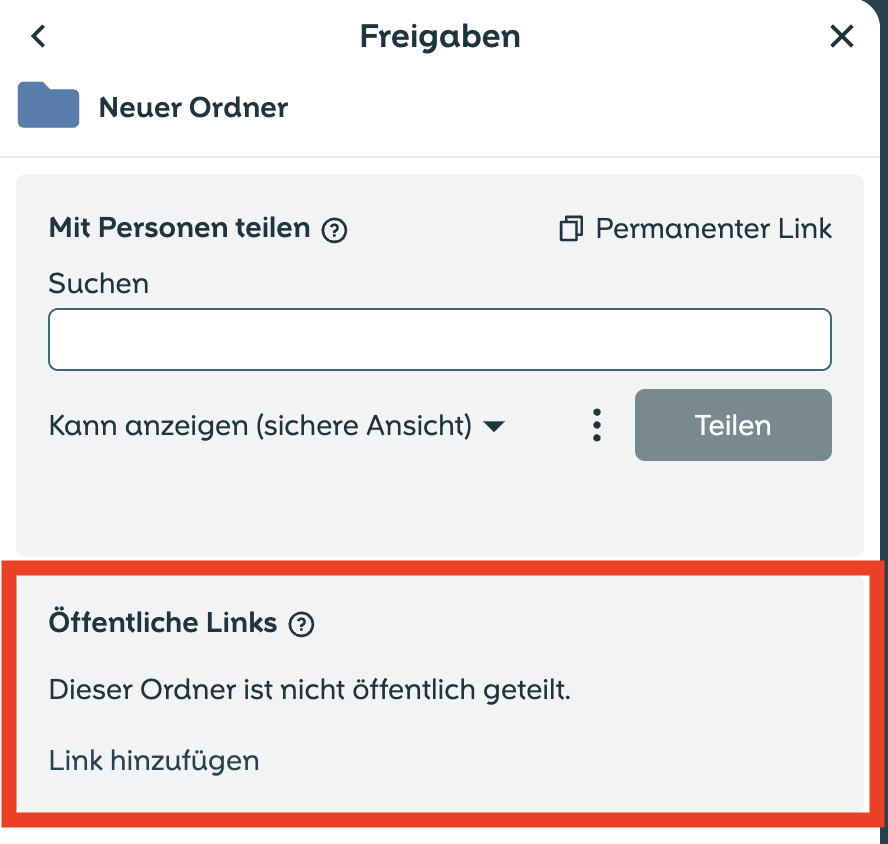 Freigaben
Neuer Ordner
Mit Personen teilen
Permanenter Link
Suchen
Kann anzeigen (sichere Ansicht)
Teilen
Öffentliche Links
Dieser Ordner ist nicht öffentlich geteilt.
Link hinzufügen